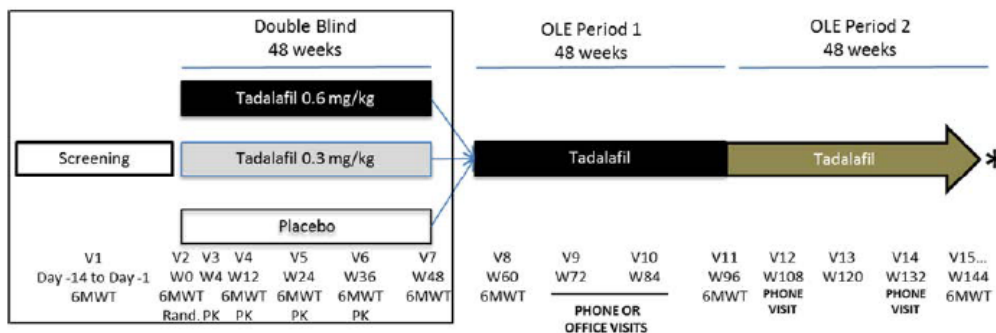 Double Blind
48 weeks
OLE Period 1
48 weeks
OLE Period 2
48 weeks
Tadalafil 0.6 mg/kg
Screening
Tadalafil 0.3 mg/kg
Tadalafil
Tadalafil
*
Placebo
V1 V2 V3 V4 V5 V6 V7 V8 V9 V10 V11 V12 V13 V14 V15...
Day -14 to Day -1 W0 W4 W12 W24 W36 W48 W60 W72 W84 W96 W108 W120 W132 W144
6MWT 6MWT 6MWT 6MWT 6MWT 6MWT 6MWT 6MWT PHONE VISIT PHONE VISIT 6MWT
Rand. PK PK PK PK
PHONE OR
OFFICE VISITS